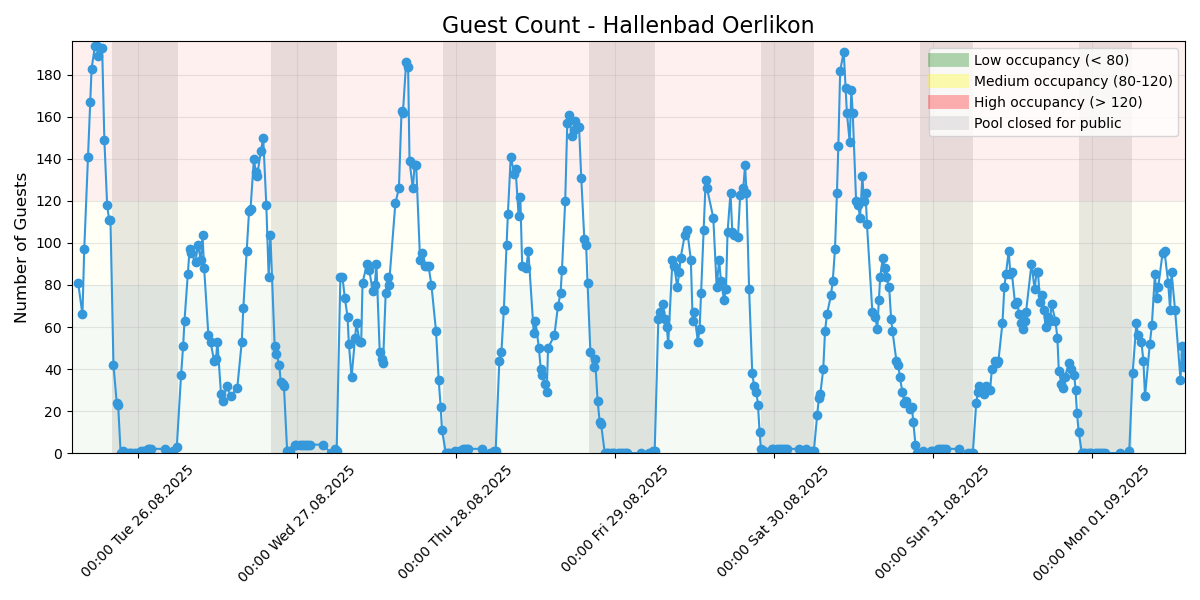 Guest Count - Hallenbad Oerlikon
Number of Guests
180
160
140
120
100
80
60
40
20
0
Low occupancy (< 80)
Medium occupancy (80-120)
High occupancy (> 120)
Pool closed for public
00:00 Tue 26.08.2025
00:00 Wed 27.08.2025
00:00 Thu 28.08.2025
00:00 Fri 29.08.2025
00:00 Sat 30.08.2025
00:00 Sun 31.08.2025
00:00 Mon 01.09.2025